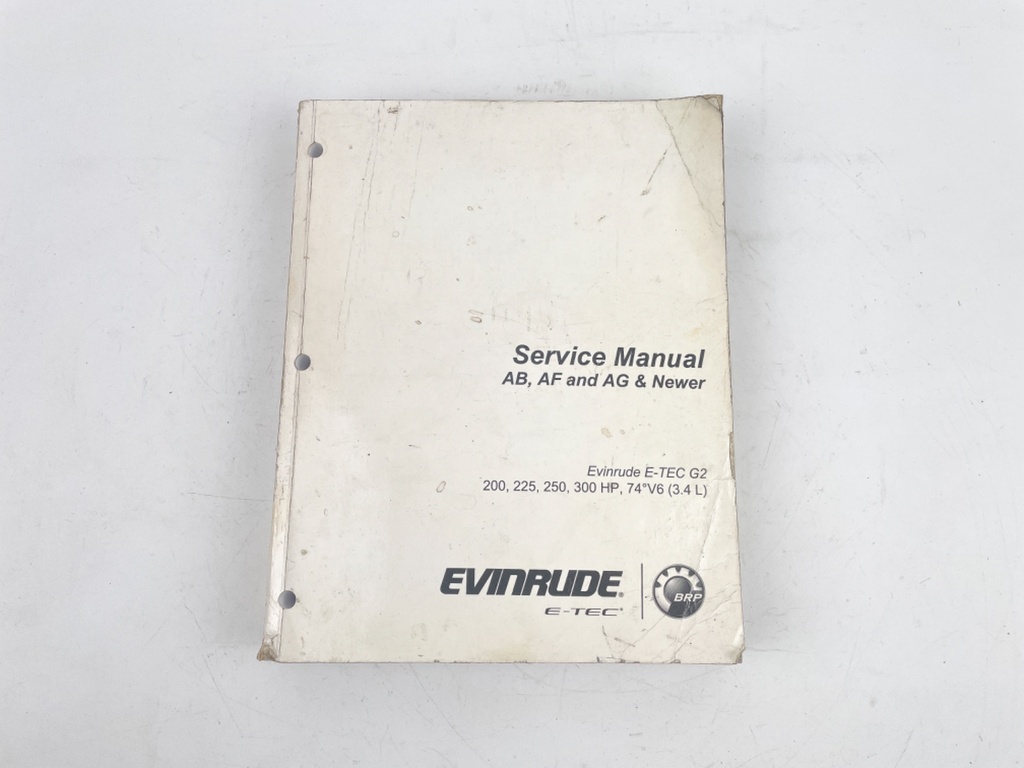 Service Manual
AB, AF and AG & Newer
Evinrude E-TEC G2
200, 225, 250, 300 HP, 74°V6 (3.4 L)
EVINRUDE®
E-TEC
BRP